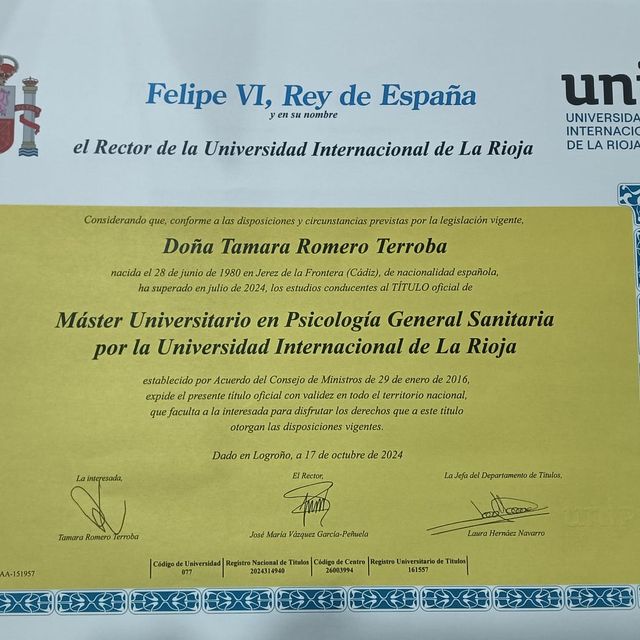 Felipe VI, Rey de España
y en su nombre
el Rector de la Universidad Internacional de La Rioja
uni
UNIVERSIDA
INTERNACIO
DE LA RIOJA
Considerando que, conforme a las disposiciones y circunstancias previstas por la legislación vigente,
Doña Tamara Romero Terroba
nacida el 28 de junio de 1980 en Jerez de la Frontera (Cádiz), de nacionalidad española,
ha superado en julio de 2024, los estudios conducentes al TÍTULO oficial de
Máster Universitario en Psicología General Sanitaria
por la Universidad Internacional de La Rioja
establecido por Acuerdo del Consejo de Ministros de 29 de enero de 2016,
expide el presente título oficial con validez en todo el territorio nacional,
que faculta a la interesada para disfrutar los derechos que a este título
otorgan las disposiciones vigentes.
Dado en Logroño, a 17 de octubre de 2024
La interesada,
Tamara Romero Terroba
El Rector,
José María Vázquez García-Peñuela
La Jefa del Departamento de Títulos,
Laura Hernáez Navarro
AA-151957
Código de Universidad
077
Registro Nacional de Títulos
2024314940
Código de Centro
26003994
Registro Universitario de Títulos
161557